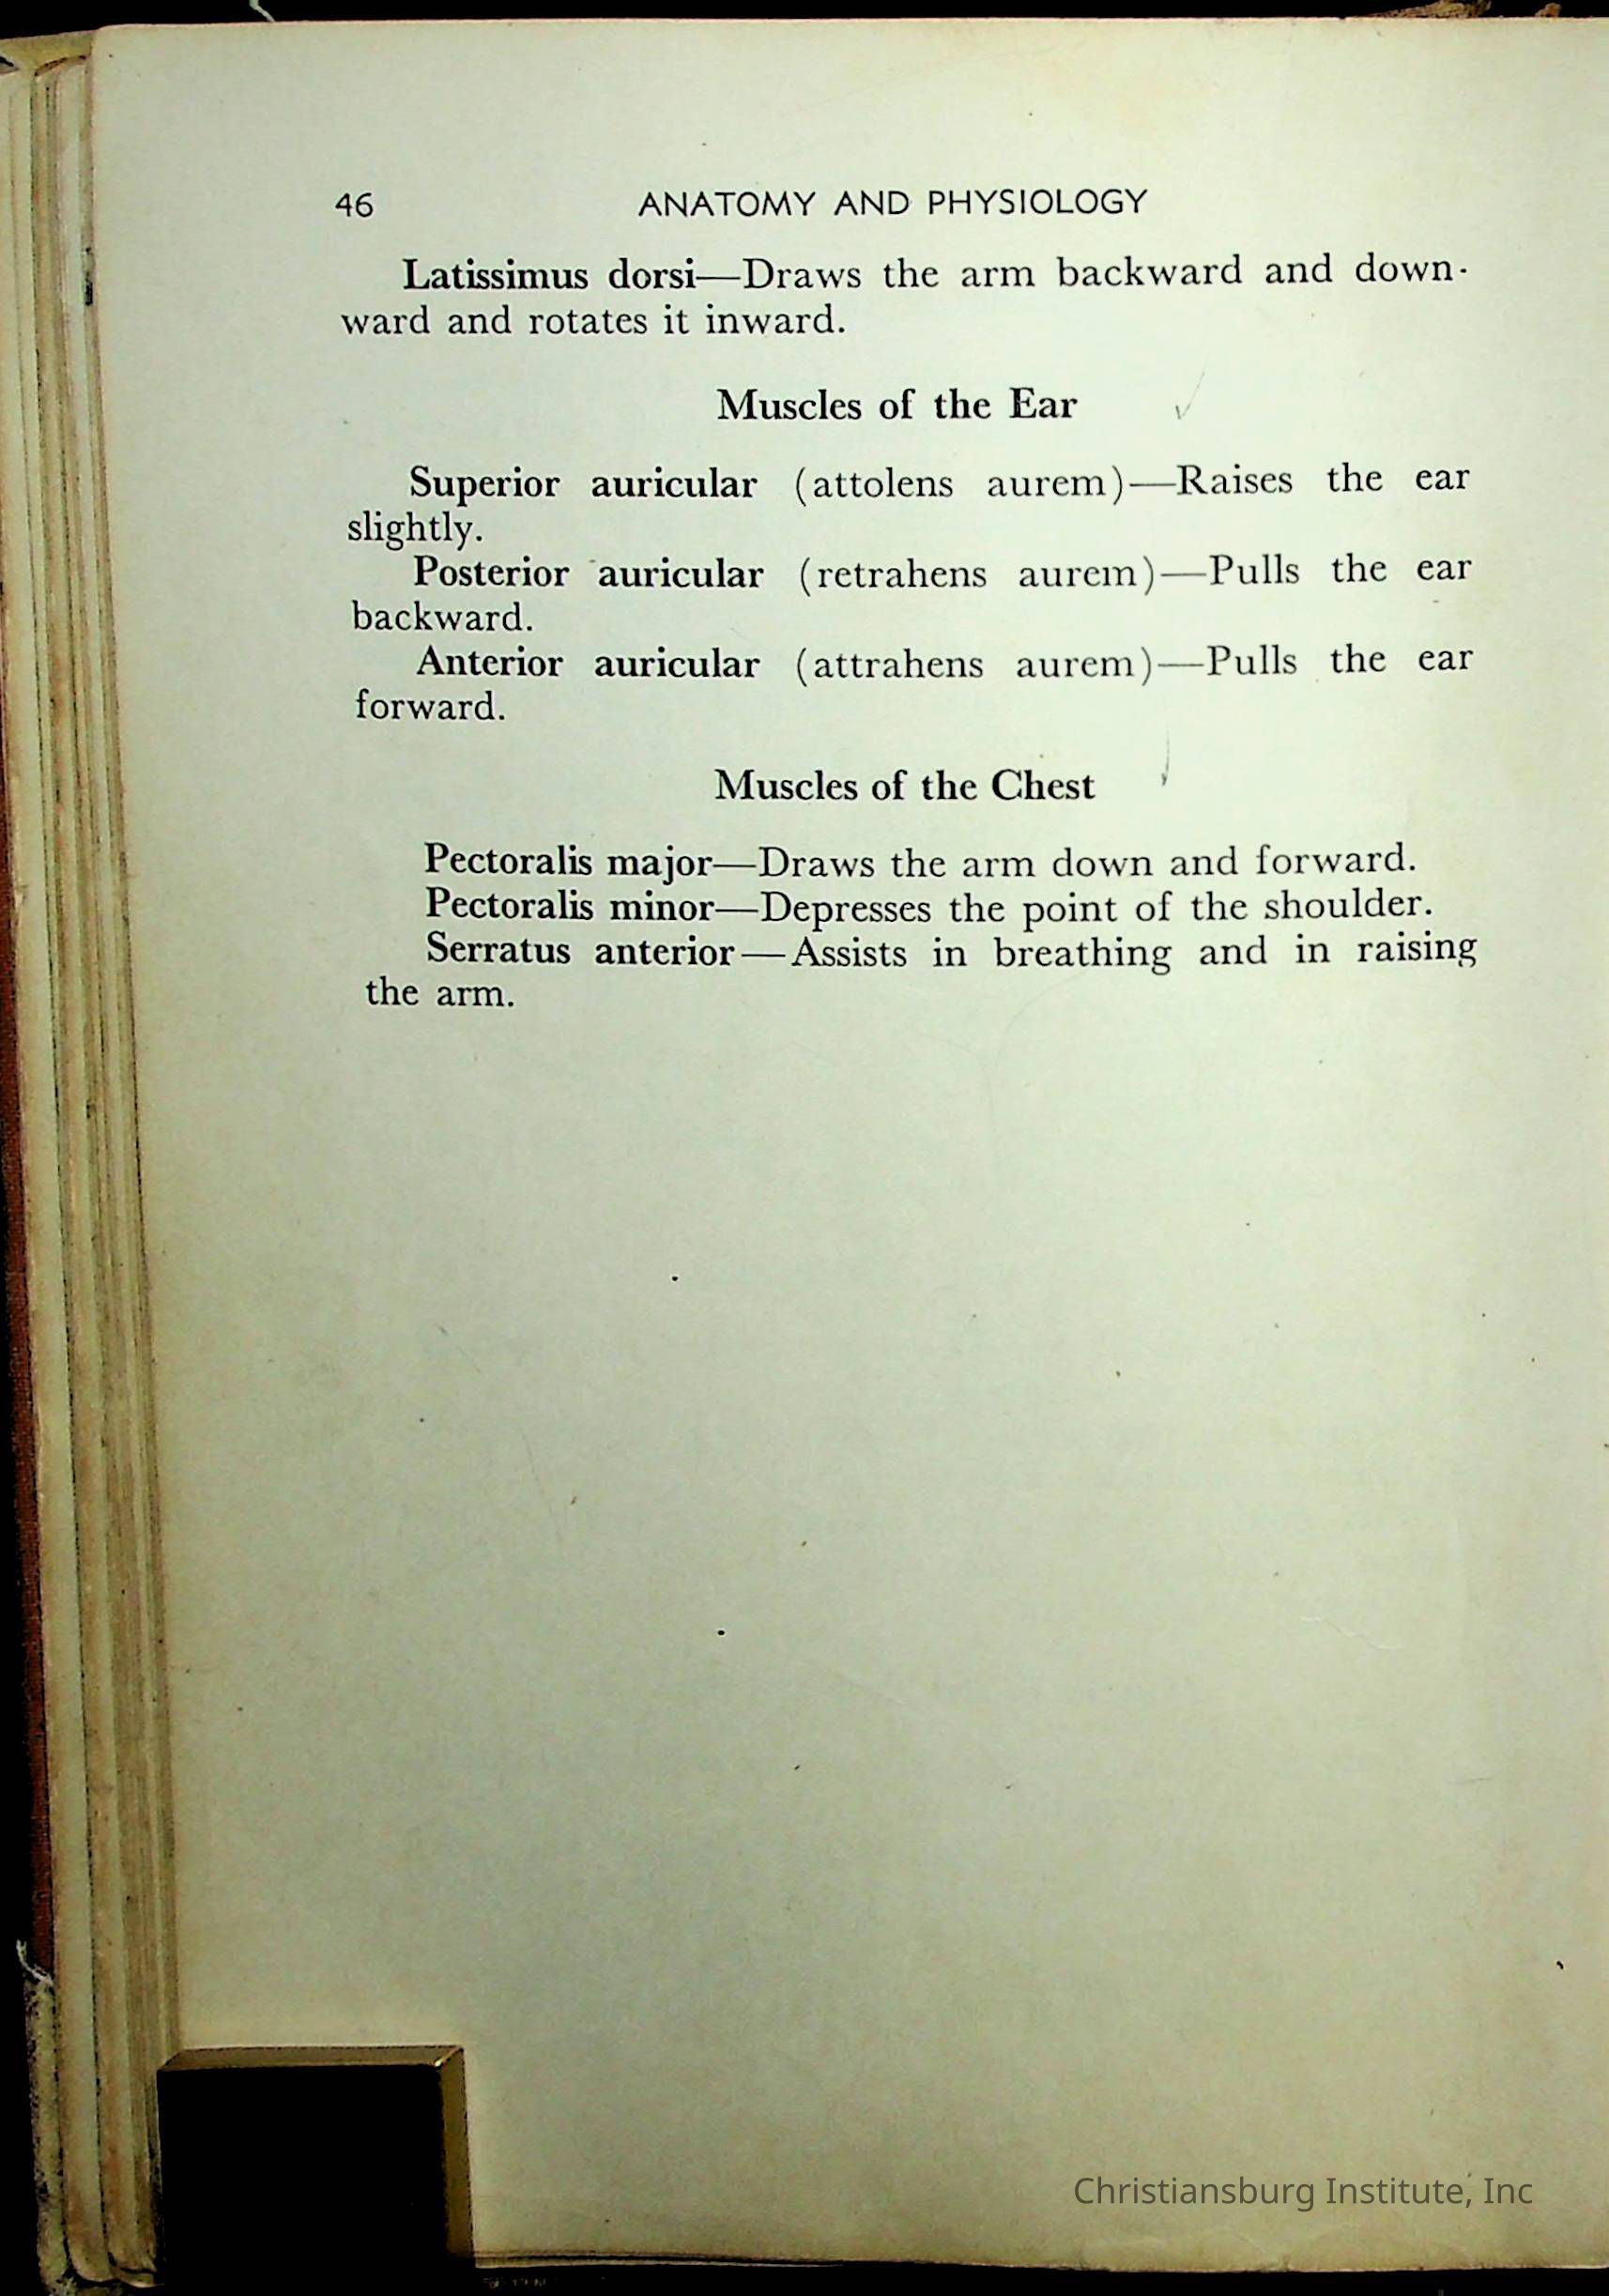 46 ANATOMY AND PHYSIOLOGY
Latissimus dorsi—Draws the arm backward and down-
ward and rotates it inward.
Muscles of the Ear
Superior auricular (attolens aurem)—Raises the ear
slightly.
Posterior auricular (retrahens aurem)—Pulls the ear
backward.
Anterior auricular (attrahens aurem)—Pulls the ear
forward.
Muscles of the Chest
Pectoralis major—Draws the arm down and forward.
Pectoralis minor—Depresses the point of the shoulder.
Serratus anterior—Assists in breathing and in raising
the arm.
Christiansburg Institute, Inc